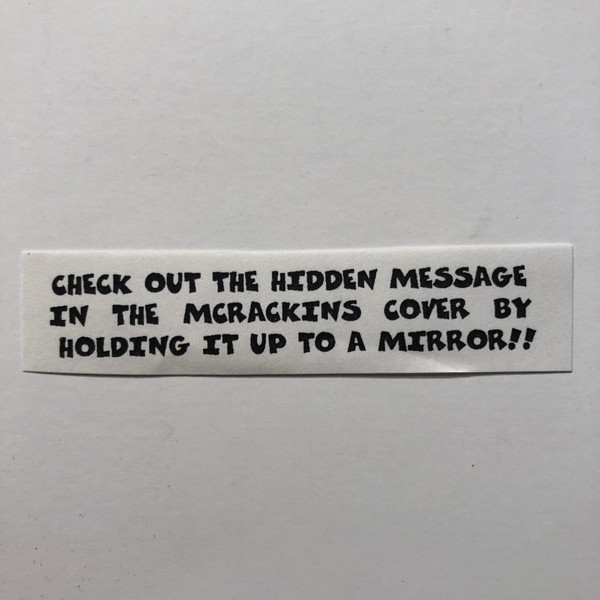 CHECK OUT THE HIDDEN MESSAGE
IN THE MCRACKINS COVER BY
HOLDING IT UP TO A MIRROR!!